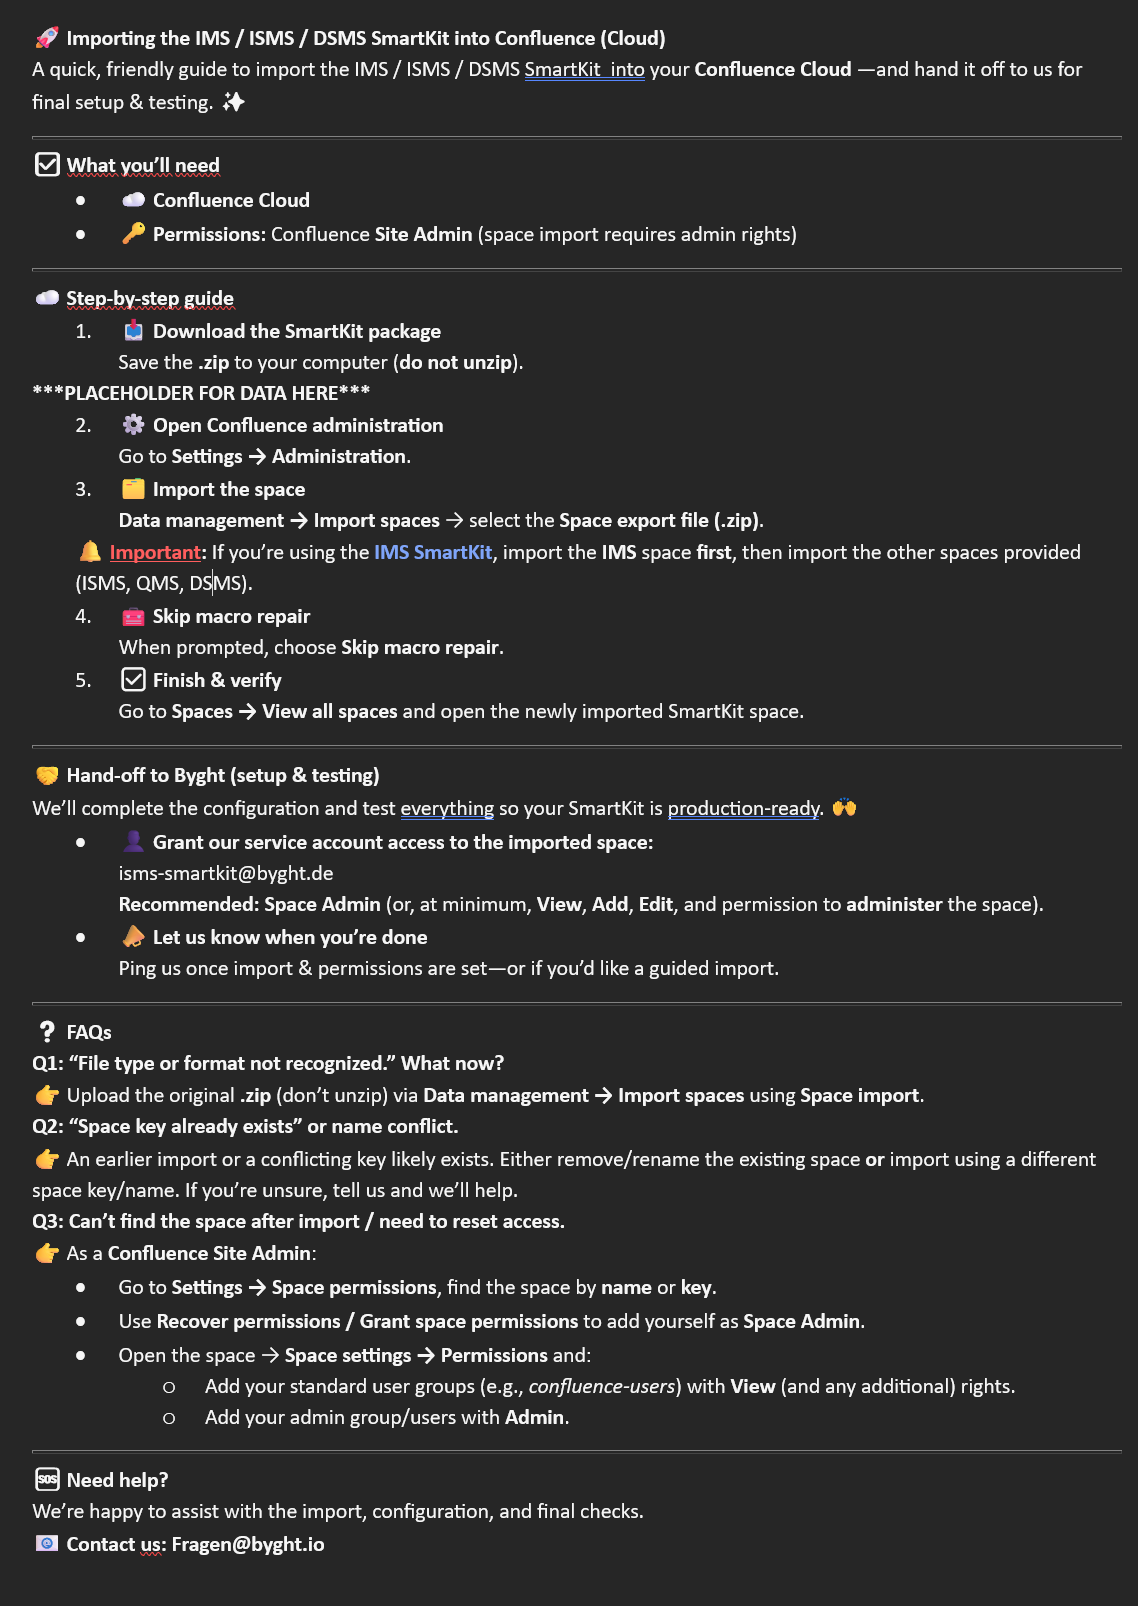 🚀 Importing the IMS / ISMS / DSMS SmartKit into Confluence (Cloud)
A quick, friendly guide to import the IMS / ISMS / DSMS SmartKit  into your Confluence Cloud —and hand it off to us for
final setup & testing. ✨
☑ What you’ll need
● ☁️ Confluence Cloud
● 🔑 Permissions: Confluence Site Admin (space import requires admin rights)
☁️ Step-by-step guide
1. 📥 Download the SmartKit package
Save the .zip to your computer (do not unzip).
***PLACEHOLDER FOR DATA HERE***
2. ⚙️ Open Confluence administration
Go to Settings → Administration.
3. 🗂️ Import the space
Data management → Import spaces → select the Space export file (.zip).
🔔 Important: If you’re using the IMS SmartKit, import the IMS space first, then import the other spaces provided
(ISMS, QMS, DSMS).
4. 🧰 Skip macro repair
When prompted, choose Skip macro repair.
5. ☑ Finish & verify
Go to Spaces → View all spaces and open the newly imported SmartKit space.
🤝 Hand-off to Byght (setup & testing)
We’ll complete the configuration and test everything so your SmartKit is production-ready. 🙌
● 👤 Grant our service account access to the imported space:
isms-smartkit@byght.de
Recommended: Space Admin (or, at minimum, View, Add, Edit, and permission to administer the space).
● 📣 Let us know when you’re done
Ping us once import & permissions are set—or if you’d like a guided import.
❓ FAQs
Q1: “File type or format not recognized.” What now?
👉 Upload the original .zip (don’t unzip) via Data management → Import spaces using Space import.
Q2: “Space key already exists” or name conflict.
👉 An earlier import or a conflicting key likely exists. Either remove/rename the existing space or import using a different
space key/name. If you’re unsure, tell us and we’ll help.
Q3: Can’t find the space after import / need to reset access.
👉 As a Confluence Site Admin:
● Go to Settings → Space permissions, find the space by name or key.
● Use Recover permissions / Grant space permissions to add yourself as Space Admin.
● Open the space → Space settings → Permissions and:
○ Add your standard user groups (e.g., confluence-users) with View (and any additional) rights.
○ Add your admin group/users with Admin.
🆘 Need help?
We’re happy to assist with the import, configuration, and final checks.
📧 Contact us: Fragen@byght.io